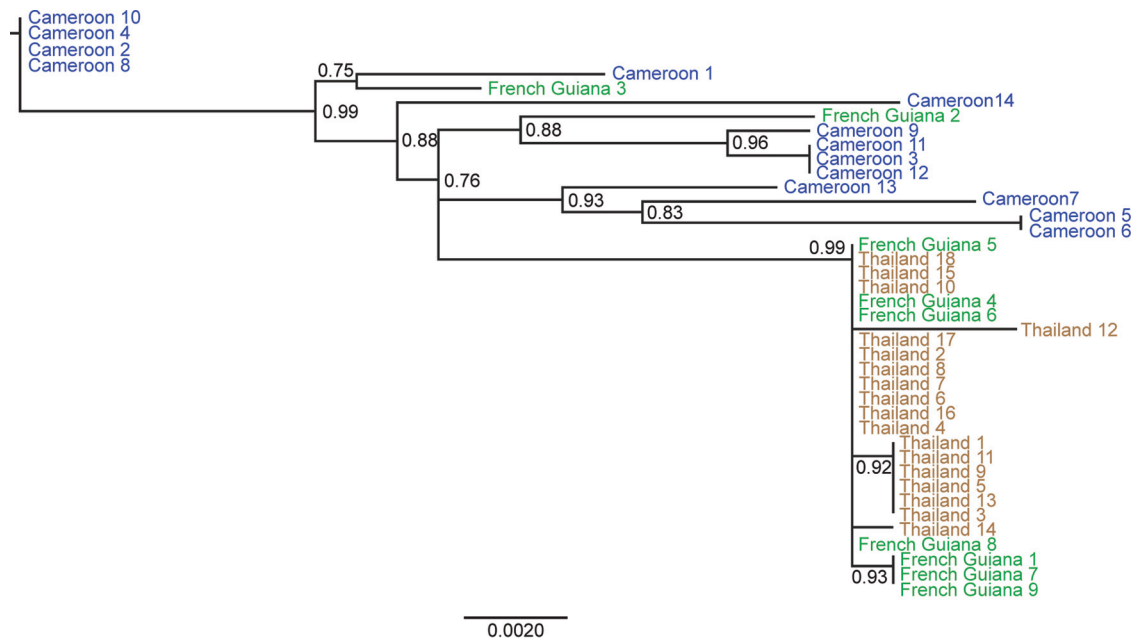 Cameroon 10
Cameroon 4
Cameroon 2
Cameroon 8
0.75
Cameroon 1
French Guiana 3
0.99
Cameroon14
French Guiana 2
0.88
0.88
Cameroon 9
0.96
Cameroon 11
Cameroon 3
Cameroon 12
0.76
Cameroon 13
0.93
Cameroon7
0.83
Cameroon 5
Cameroon 6
0.99
French Guiana 5
Thailand 18
Thailand 15
Thailand 10
French Guiana 4
French Guiana 6
Thailand 12
Thailand 17
Thailand 2
Thailand 8
Thailand 7
Thailand 6
Thailand 16
Thailand 4
Thailand 1
Thailand 11
0.92
Thailand 9
Thailand 5
Thailand 13
Thailand 3
Thailand 14
French Guiana 8
French Guiana 1
0.93
French Guiana 7
French Guiana 9
0.0020